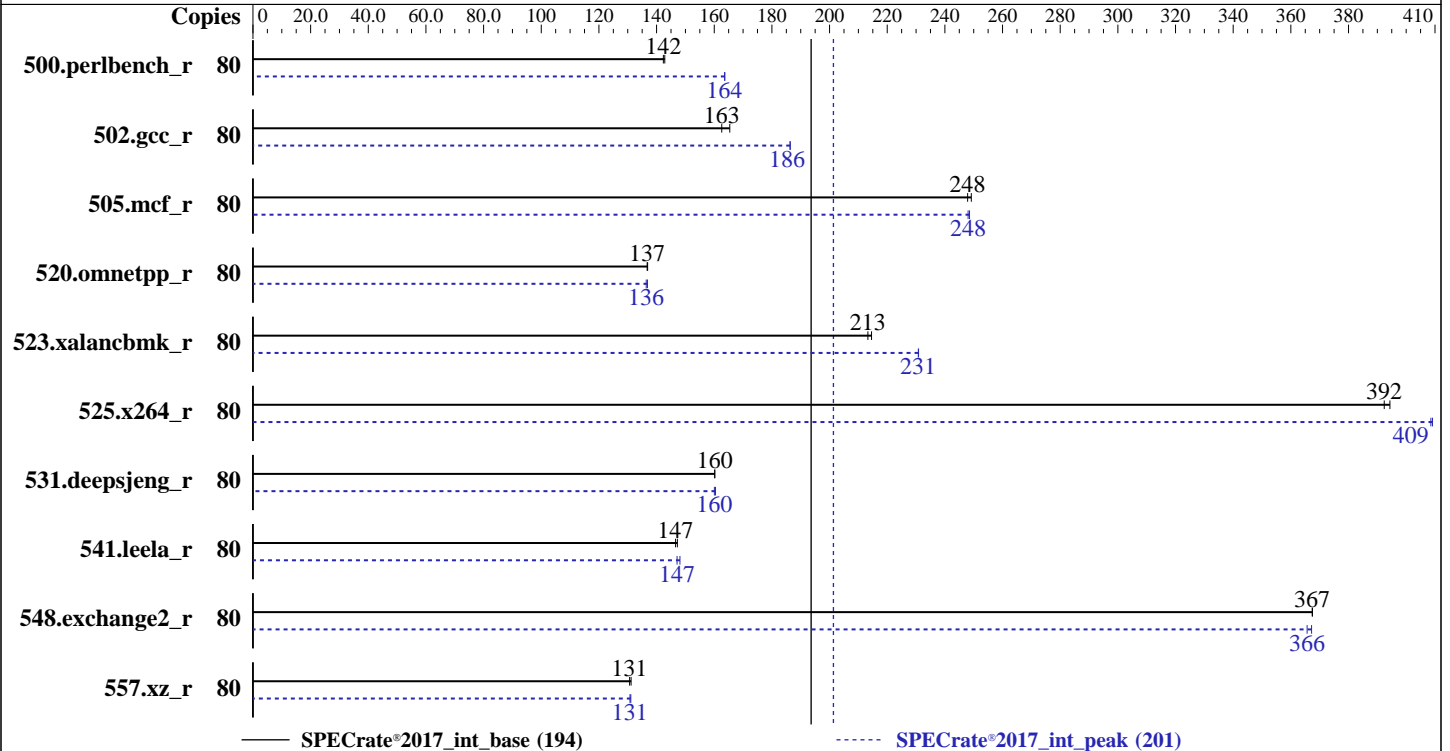 Copies 0 20.0 40.0 60.0 80.0 100 120 140 160 180 200 220 240 260 280 300 320 340 360 380 410
142
500.perlbench_r 80
164
163
502.gcc_r 80
186
248
505.mcf_r 80
248
137
520.omnetpp_r 80
136
213
523.xalancbmk_r 80
231
392
525.x264_r 80
409
160
531.deepsjeng_r 80
160
147
541.leela_r 80
147
367
548.exchange2_r 80
366
131
557.xz_r 80
131
SPECrate®2017_int_base (194) SPECrate®2017_int_peak (201)